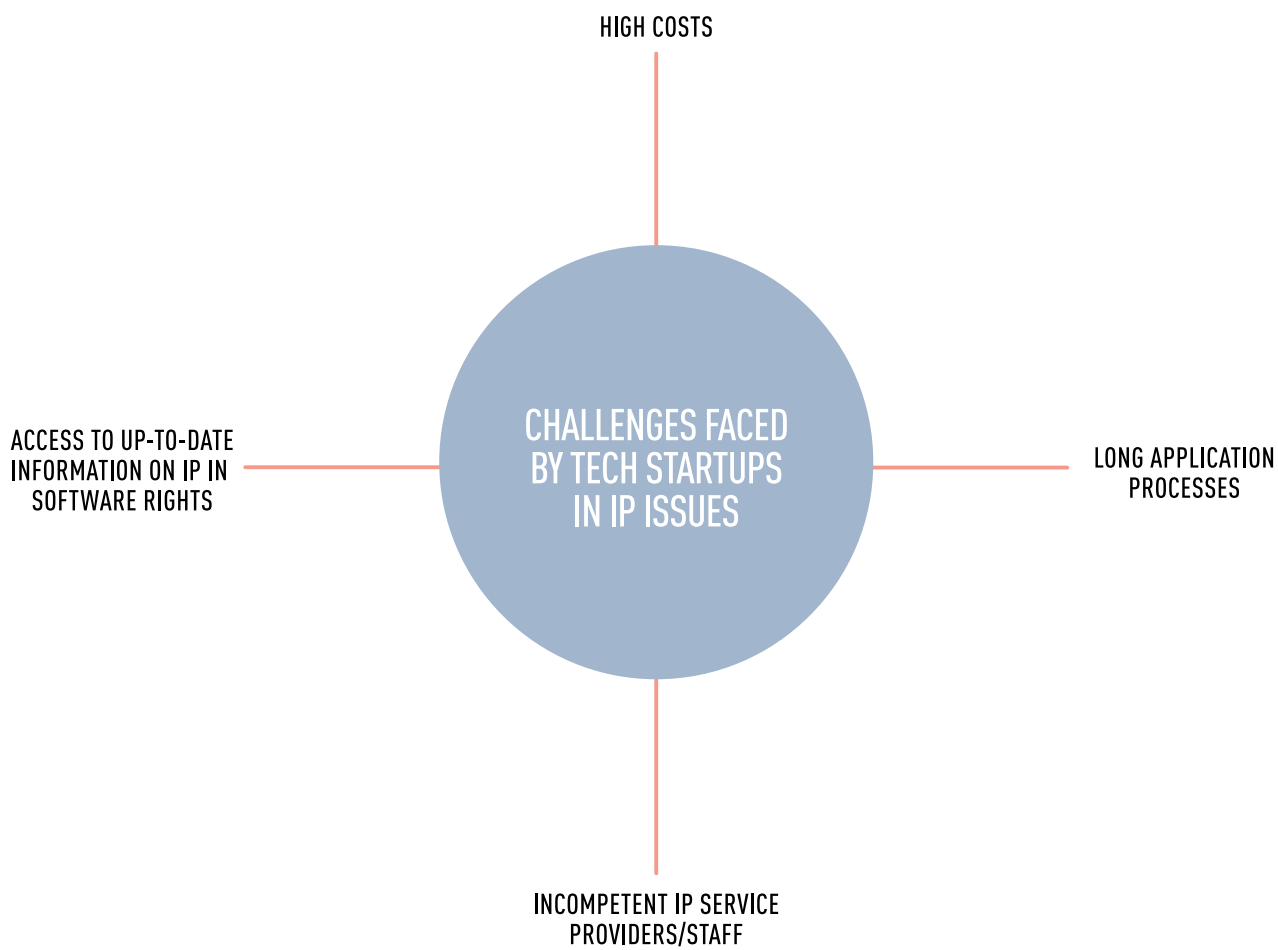 HIGH COSTS
ACCESS TO UP-TO-DATE
INFORMATION ON IP IN
SOFTWARE RIGHTS
CHALLENGES FACED
BY TECH STARTUPS
IN IP ISSUES
LONG APPLICATION
PROCESSES
INCOMPETENT IP SERVICE
PROVIDERS/STAFF